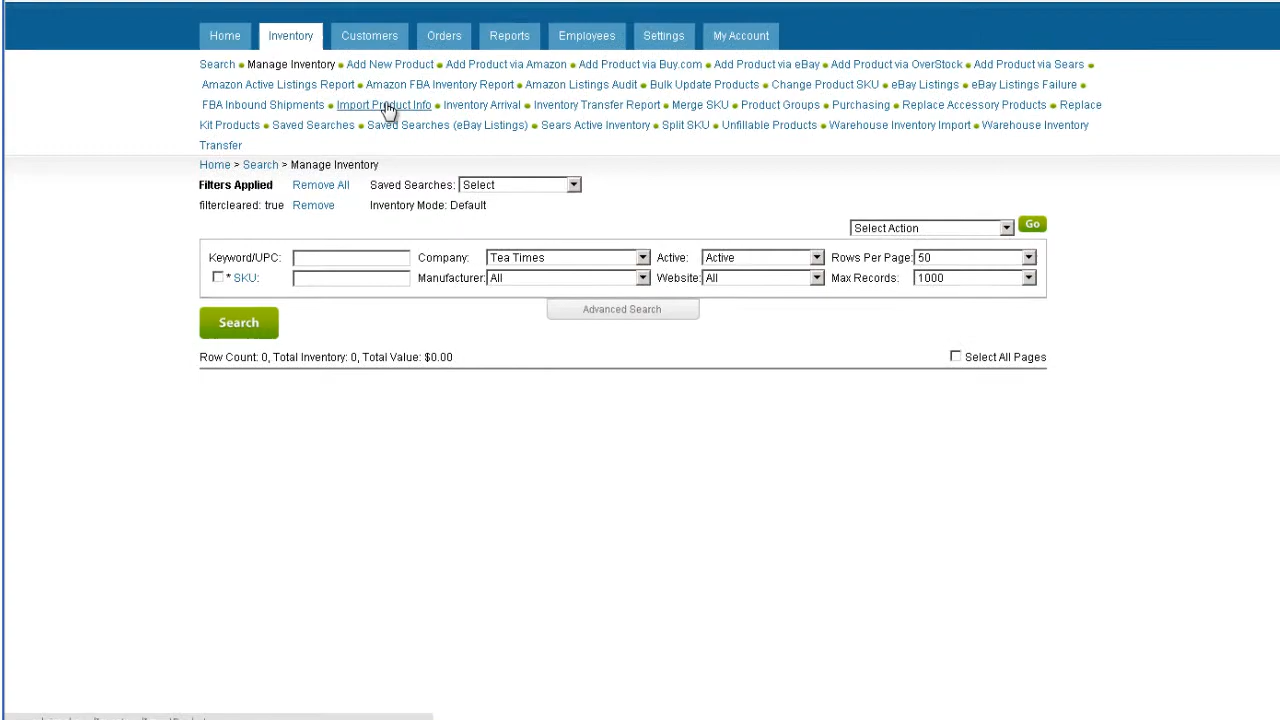 Home Inventory Customers Orders Reports Employees Settings My Account
Search Manage Inventory Add New Product Add Product via Amazon Add Product via Buy.com Add Product via eBay Add Product via OverStock Add Product via Sears
Amazon Active Listings Report Amazon FBA Inventory Report Amazon Listings Audit Bulk Update Products Change Product SKU eBay Listings eBay Listings Failure
FBA Inbound Shipments Import Product Info Inventory Arrival Inventory Transfer Report Merge SKU Product Groups Purchasing Replace Accessory Products Replace
Kit Products Saved Searches Saved Searches (eBay Listings) Sears Active Inventory Split SKU Unfillable Products Warehouse Inventory Import Warehouse Inventory
Transfer
Home > Search > Manage Inventory
Filters Applied Remove All Saved Searches: Select
filtercleared: true Remove Inventory Mode: Default
Select Action Go
Keyword/UPC: Company: Tea Times Active: Active Rows Per Page: 50
* SKU: Manufacturer: All Website: All Max Records: 1000
Advanced Search
Search
Row Count: 0, Total Inventory: 0, Total Value: $0.00 Select All Pages